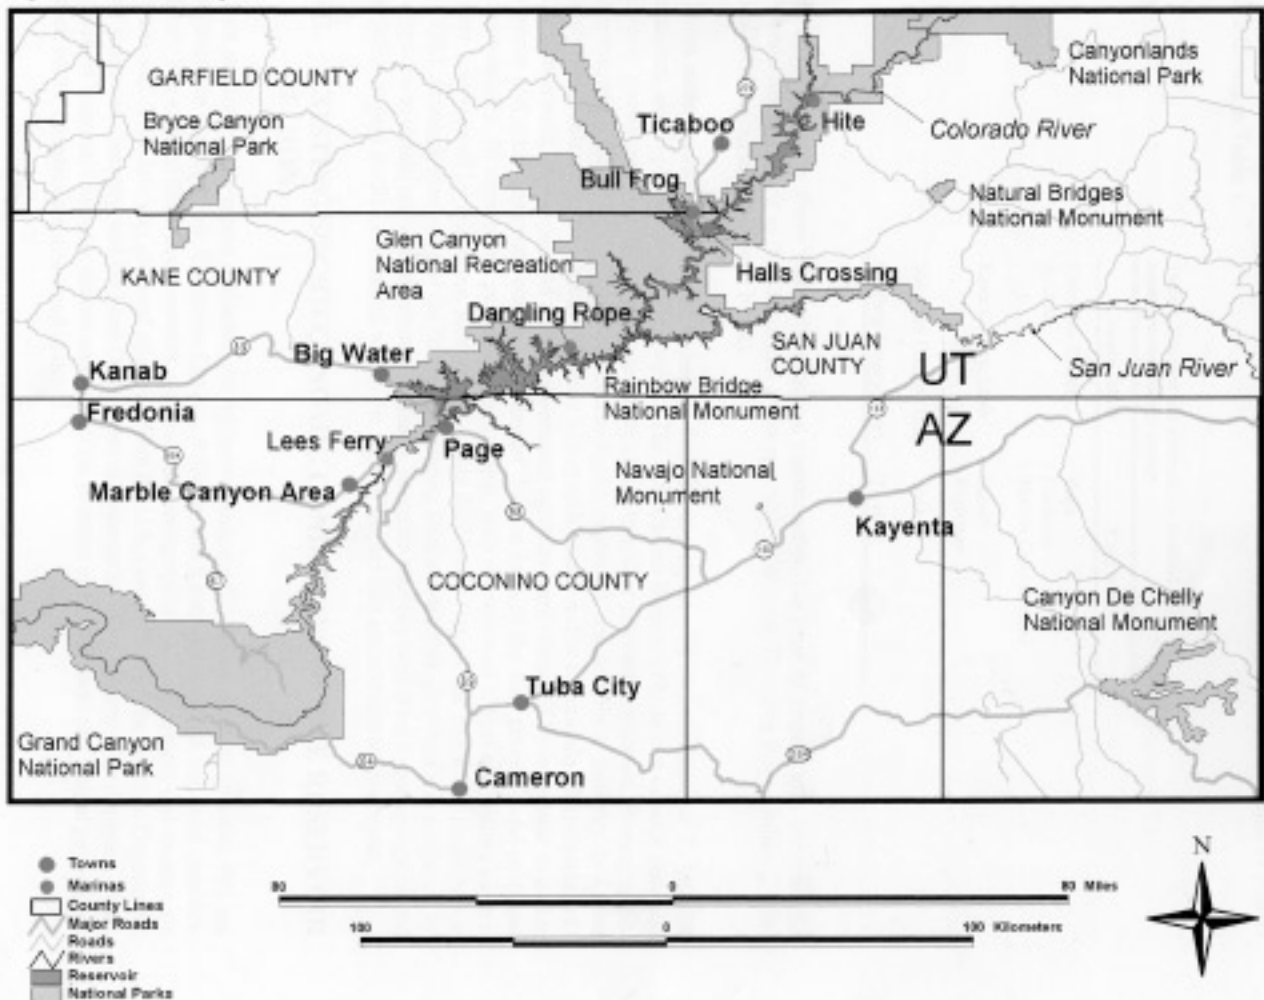 Canyonlands
National Park
GARFIELD COUNTY
Bryce Canyon
National Park
Ticaboo
Hite
Colorado River
Bull Frog
Natural Bridges
National Monument
Glen Canyon
National Recreation
Area
KANE COUNTY
Halls Crossing
Dangling Rope
SAN JUAN
COUNTY
Big Water
Kanab
UT
San Juan River
Rainbow Bridge
National Monument
Fredonia
AZ
Lees Ferry
Page
Navajo National
Monument
Marble Canyon Area
Kayenta
COCONINO COUNTY
Canyon De Chelly
National Monument
Tuba City
Grand Canyon
National Park
Cameron
N
Towns
Marinas
County Lines
Major Roads
Roads
Rivers
Reservoir
National Parks
80 0 80 Miles
100 0 100 Kilometers